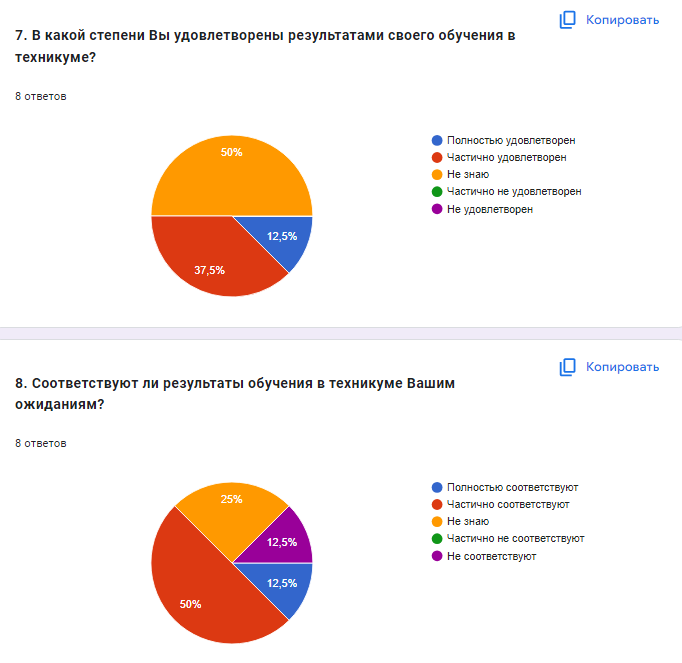 Копировать
7. В какой степени Вы удовлетворены результатами своего обучения в
техникуме?
8 ответов
50%
12,5%
37,5%
Полностью удовлетворен
Частично удовлетворен
Не знаю
Частично не удовлетворен
Не удовлетворен
Копировать
8. Соответствуют ли результаты обучения в техникуме Вашим
ожиданиям?
8 ответов
25%
12,5%
12,5%
50%
Полностью соответствуют
Частично соответствуют
Не знаю
Частично не соответствуют
Не соответствуют